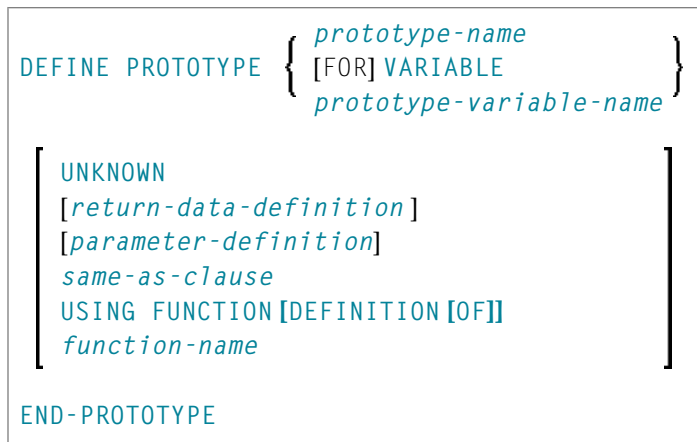 prototype-name
DEFINE PROTOTYPE { [FOR] VARIABLE }
prototype-variable-name
UNKNOWN
[return-data-definition ]
[parameter-definition]
same-as-clause
USING FUNCTION [DEFINITION [OF]]
function-name
END-PROTOTYPE